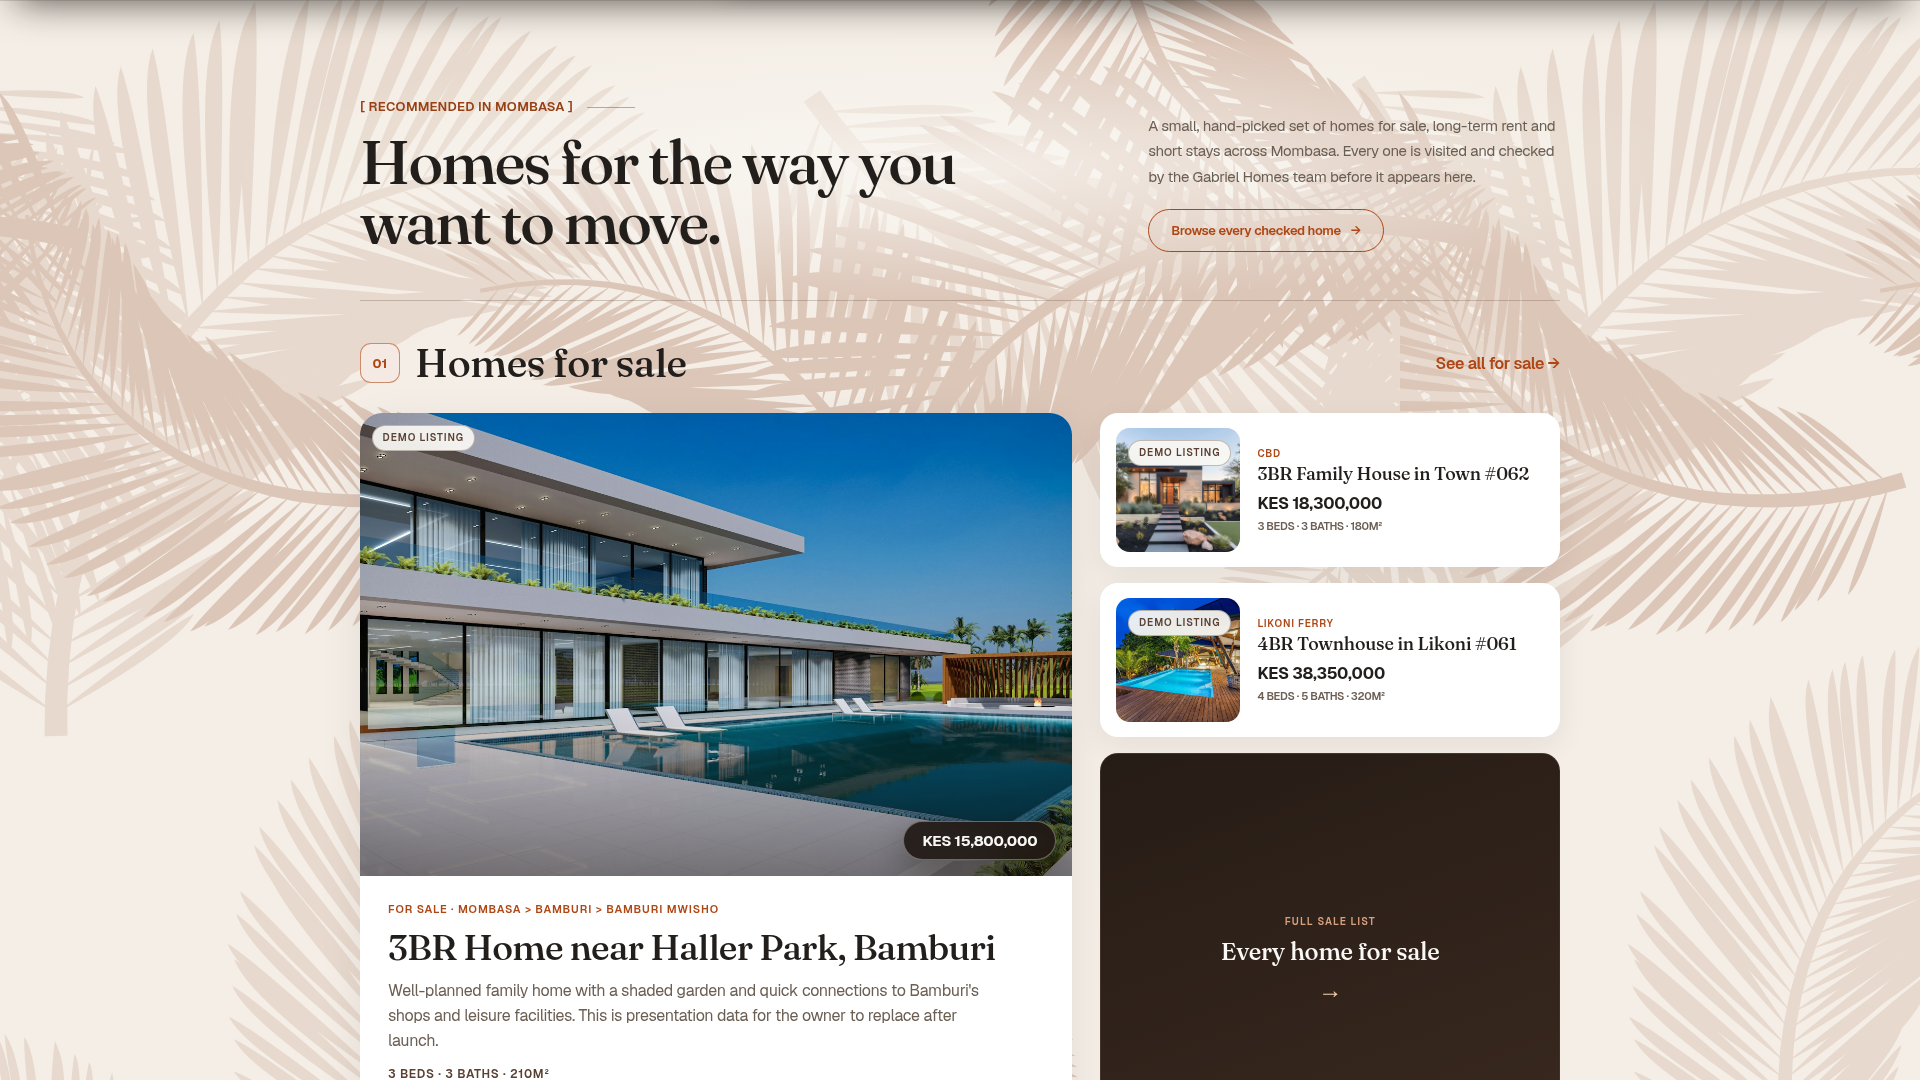 [ RECOMMENDED IN MOMBASA ]
Homes for the way you
want to move.
A small, hand-picked set of homes for sale, long-term rent and
short stays across Mombasa. Every one is visited and checked
by the Gabriel Homes team before it appears here.
Browse every checked home →
01
Homes for sale
See all for sale →
DEMO LISTING
KES 15,800,000
FOR SALE · MOMBASA > BAMBURI > BAMBURI MWISHO
3BR Home near Haller Park, Bamburi
Well-planned family home with a shaded garden and quick connections to Bamburi's
shops and leisure facilities. This is presentation data for the owner to replace after
launch.
3 BEDS · 3 BATHS · 210M²
DEMO LISTING
CBD
3BR Family House in Town #062
KES 18,300,000
3 BEDS · 3 BATHS · 180M²
DEMO LISTING
LIKONI FERRY
4BR Townhouse in Likoni #061
KES 38,350,000
4 BEDS · 5 BATHS · 320M²
FULL SALE LIST
Every home for sale
→